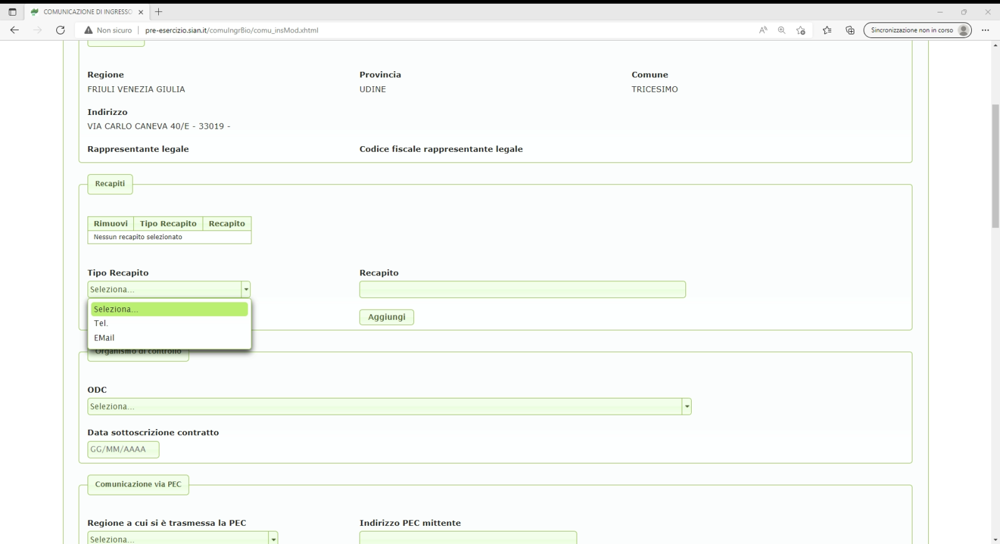 COMUNICAZIONE DI INGRESSO
Non sicuro | pre-esercizio.sian.it/comuIngrBio/comu_insMod.xhtml
Sincronizzazione non in corso
Regione Provincia Comune
FRIULI VENEZIA GIULIA UDINE TRICESIMO
Indirizzo
VIA CARLO CANEVA 40/E - 33019 -
Rappresentante legale Codice fiscale rappresentante legale
Recapiti
Rimuovi Tipo Recapito Recapito
Nessun recapito selezionato
Tipo Recapito Recapito
Seleziona...
Seleziona...
Tel.
EMail
Aggiungi
Organismo di controllo
ODC
Seleziona...
Data sottoscrizione contratto
GG/MM/AAAA
Comunicazione via PEC
Regione a cui si è trasmessa la PEC Indirizzo PEC mittente
Seleziona...